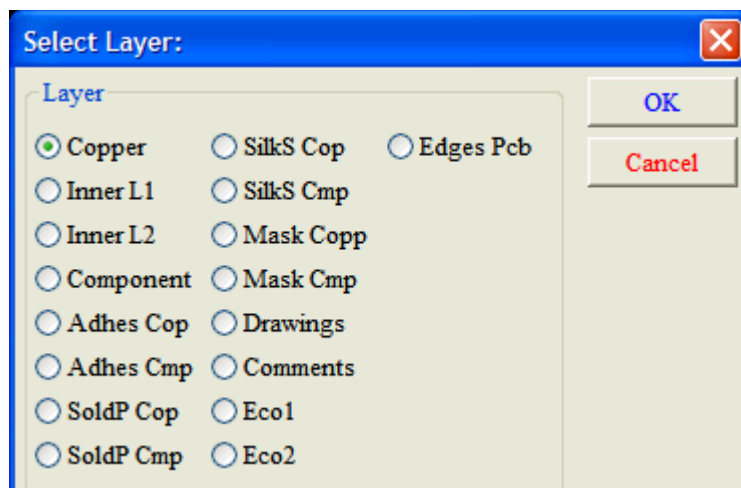 Select Layer:
Layer
OK
Copper SilkS Cop Edges Pcb
Cancel
Inner L1 SilkS Cmp
Inner L2 Mask Copp
Component Mask Cmp
Adhes Cop Drawings
Adhes Cmp Comments
SoldP Cop Eco1
SoldP Cmp Eco2